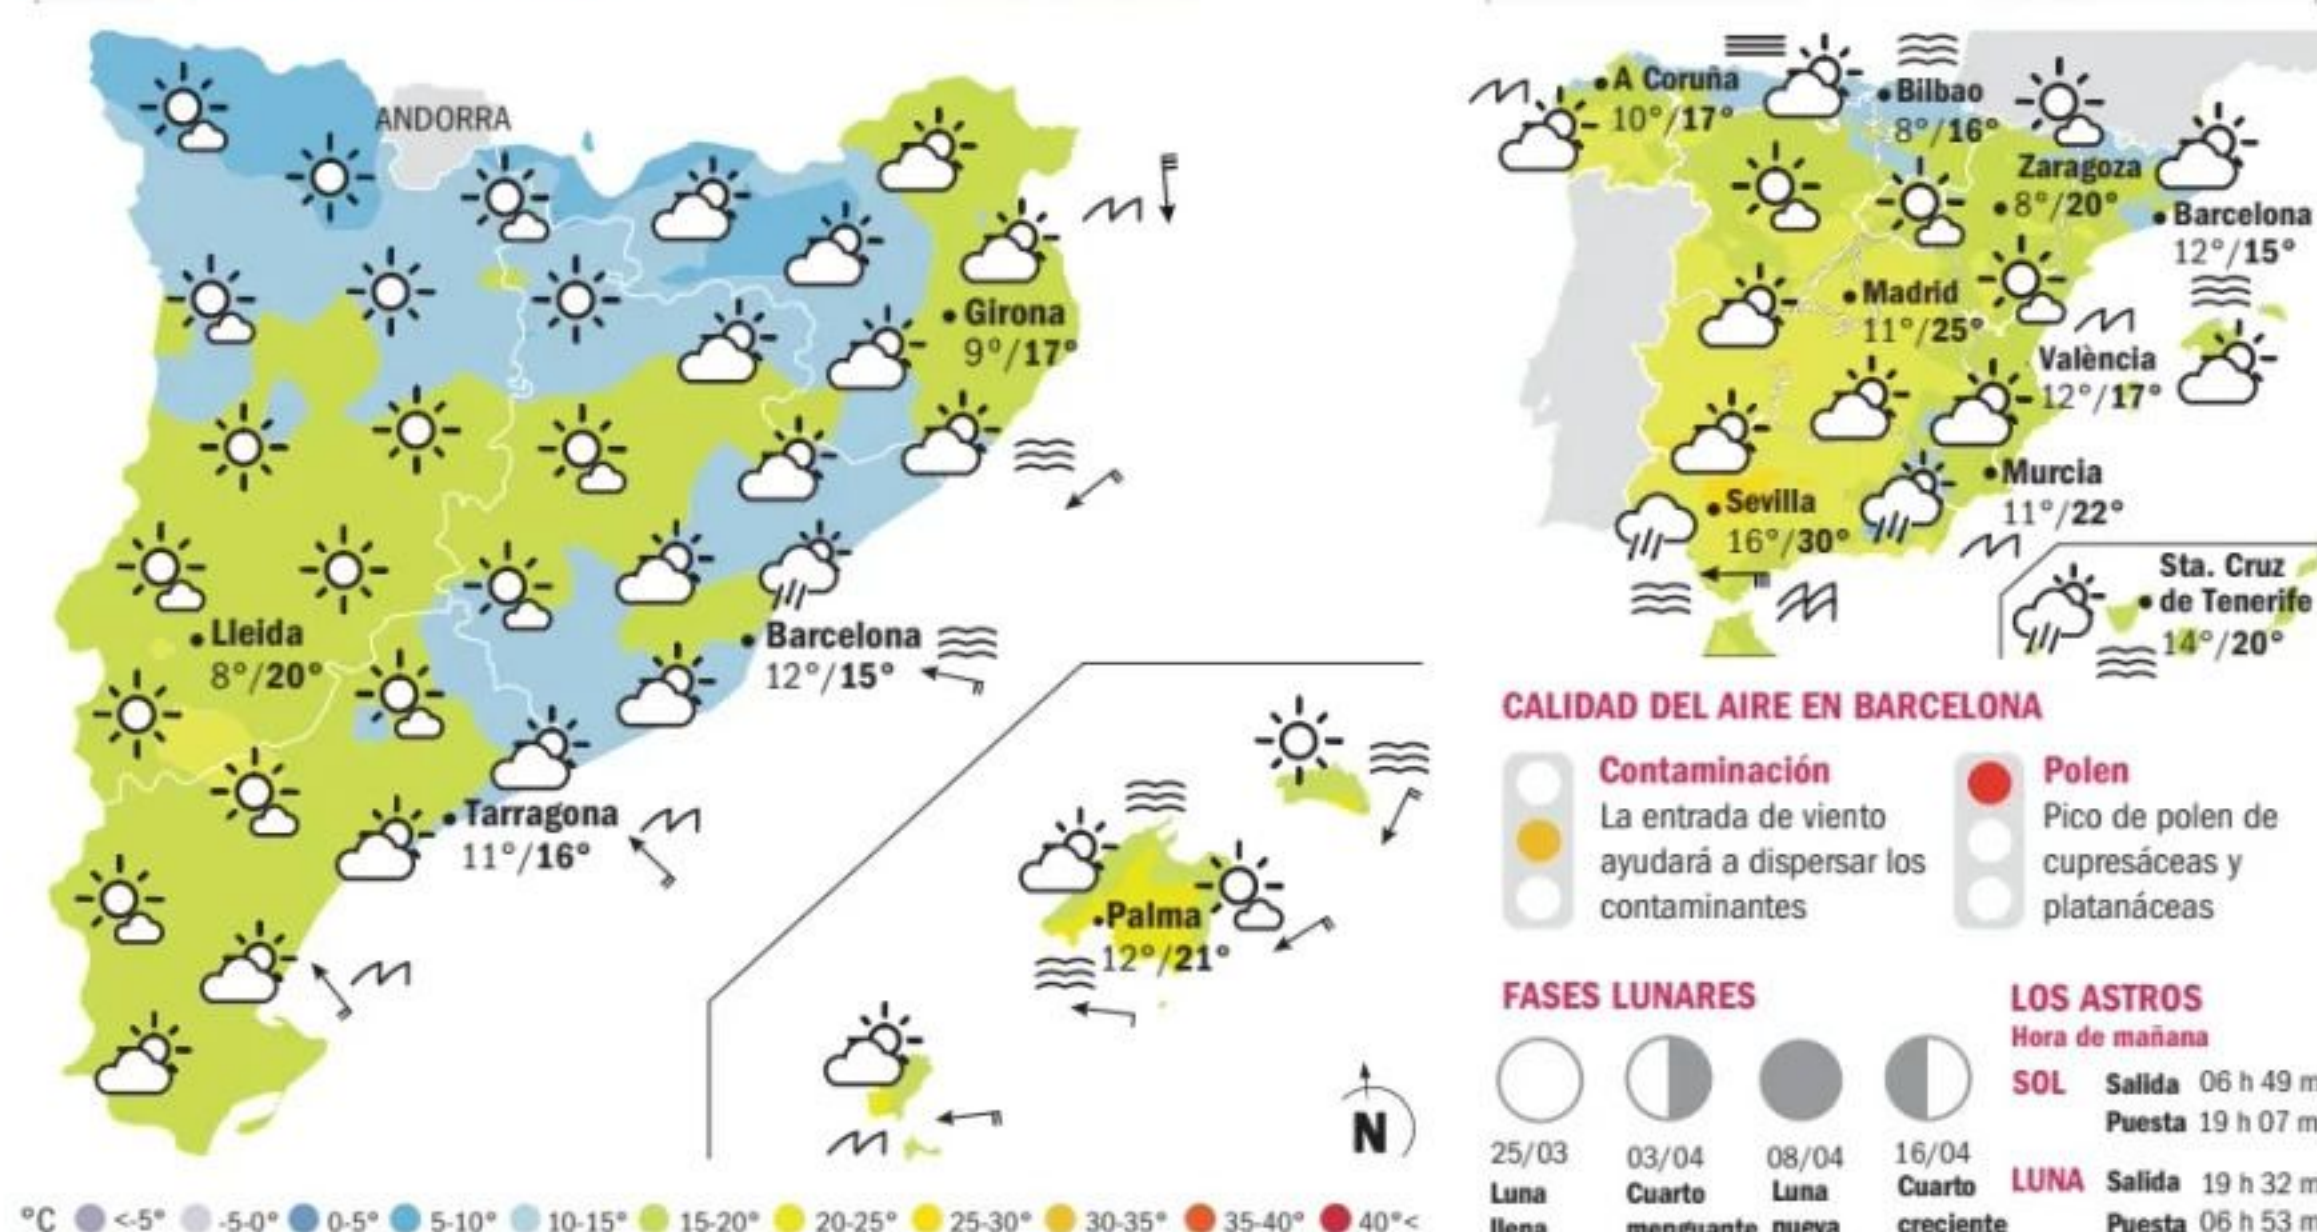 ANDORRA
Girona
9°/17°
Lleida
8°/20°
Barcelona
12°/15°
Tarragona
11°/16°
Palma
12°/21°
N
°C <-5° -5-0° 0-5° 5-10° 10-15° 15-20° 20-25° 25-30° 30-35° 35-40° 40°<
A Coruña
10°/17°
Bilbao
8°/16°
Zaragoza
8°/20°
Barcelona
12°/15°
Madrid
11°/25°
València
12°/17°
Murcia
11°/22°
Sevilla
16°/30°
Sta. Cruz
de Tenerife
14°/20°
CALIDAD DEL AIRE EN BARCELONA
Contaminación
La entrada de viento
ayudará a dispersar los
contaminantes
Polen
Pico de polen de
cupresáceas y
platanáceas
FASES LUNARES
25/03
Luna
llena
03/04
Cuarto
menguante
08/04
Luna
nueva
16/04
Cuarto
creciente
LOS ASTROS
Hora de mañana
SOL Salida 06 h 49 m
Puesta 19 h 07 m
LUNA Salida 19 h 32 m
Puesta 06 h 53 m